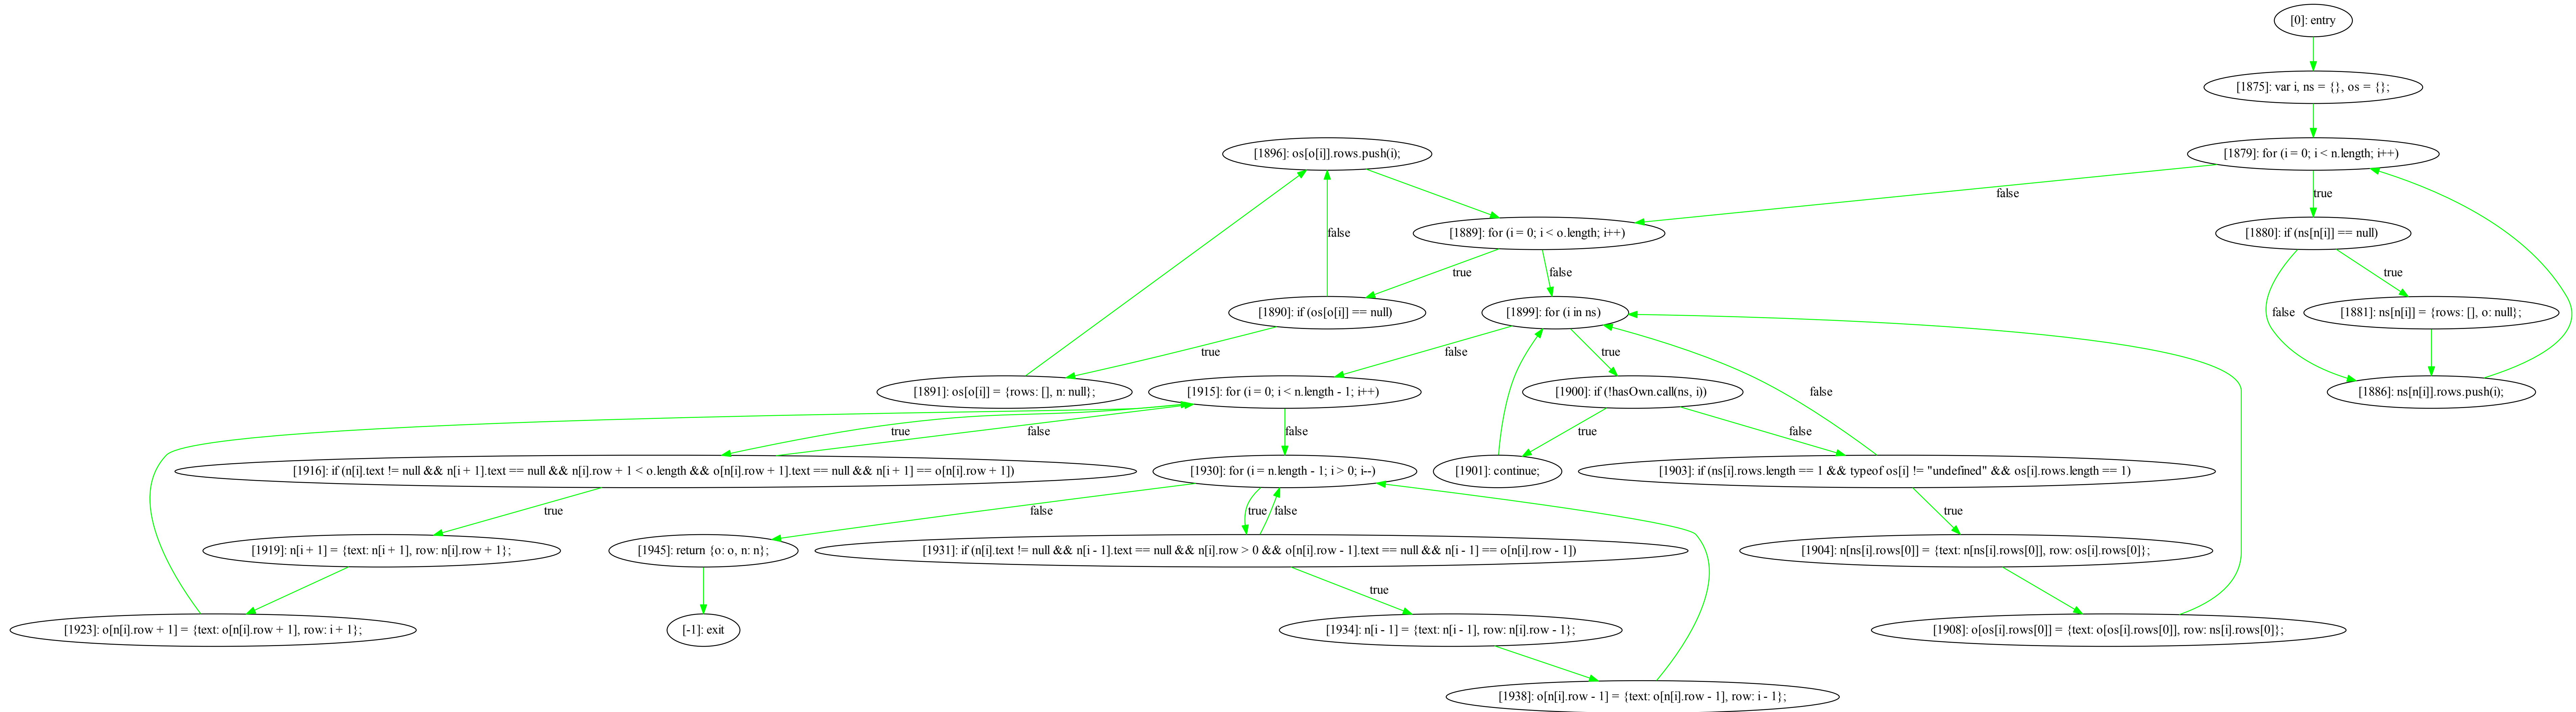 [0]: entry
[1875]: var i, ns = {}, os = {};
[1896]: os[o[i]].rows.push(i);
[1879]: for (i = 0; i < n.length; i++)
false
true
[1889]: for (i = 0; i < o.length; i++)
false
[1880]: if (ns[n[i]] == null)
true
false
true
[1890]: if (os[o[i]] == null)
[1899]: for (i in ns)
false
[1881]: ns[n[i]] = {rows: [], o: null};
true
false
true
[1891]: os[o[i]] = {rows: [], n: null};
[1915]: for (i = 0; i < n.length - 1; i++)
[1900]: if (!hasOwn.call(ns, i))
false
[1886]: ns[n[i]].rows.push(i);
true
false
false
true
false
[1916]: if (n[i].text != null && n[i + 1].text == null && n[i].row + 1 < o.length && o[n[i].row + 1].text == null && n[i + 1] == o[n[i].row + 1])
[1930]: for (i = n.length - 1; i > 0; i--)
[1901]: continue;
[1903]: if (ns[i].rows.length == 1 && typeof os[i] != "undefined" && os[i].rows.length == 1)
true
false
true
false
true
[1919]: n[i + 1] = {text: n[i + 1], row: n[i].row + 1};
[1945]: return {o: o, n: n};
[1931]: if (n[i].text != null && n[i - 1].text == null && n[i].row > 0 && o[n[i].row - 1].text == null && n[i - 1] == o[n[i].row - 1])
[1904]: n[ns[i].rows[0]] = {text: n[ns[i].rows[0]], row: os[i].rows[0]};
true
[1923]: o[n[i].row + 1] = {text: o[n[i].row + 1], row: i + 1};
[-1]: exit
[1934]: n[i - 1] = {text: n[i - 1], row: n[i].row - 1};
[1908]: o[os[i].rows[0]] = {text: o[os[i].rows[0]], row: ns[i].rows[0]};
[1938]: o[n[i].row - 1] = {text: o[n[i].row - 1], row: i - 1};